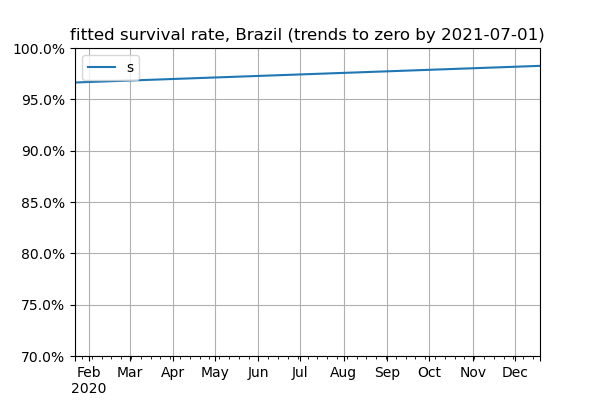 fitted survival rate, Brazil (trends to zero by 2021-07-01)
s
100.0%
95.0%
90.0%
85.0%
80.0%
75.0%
70.0%
Feb Mar Apr May Jun Jul Aug Sep Oct Nov Dec
2020